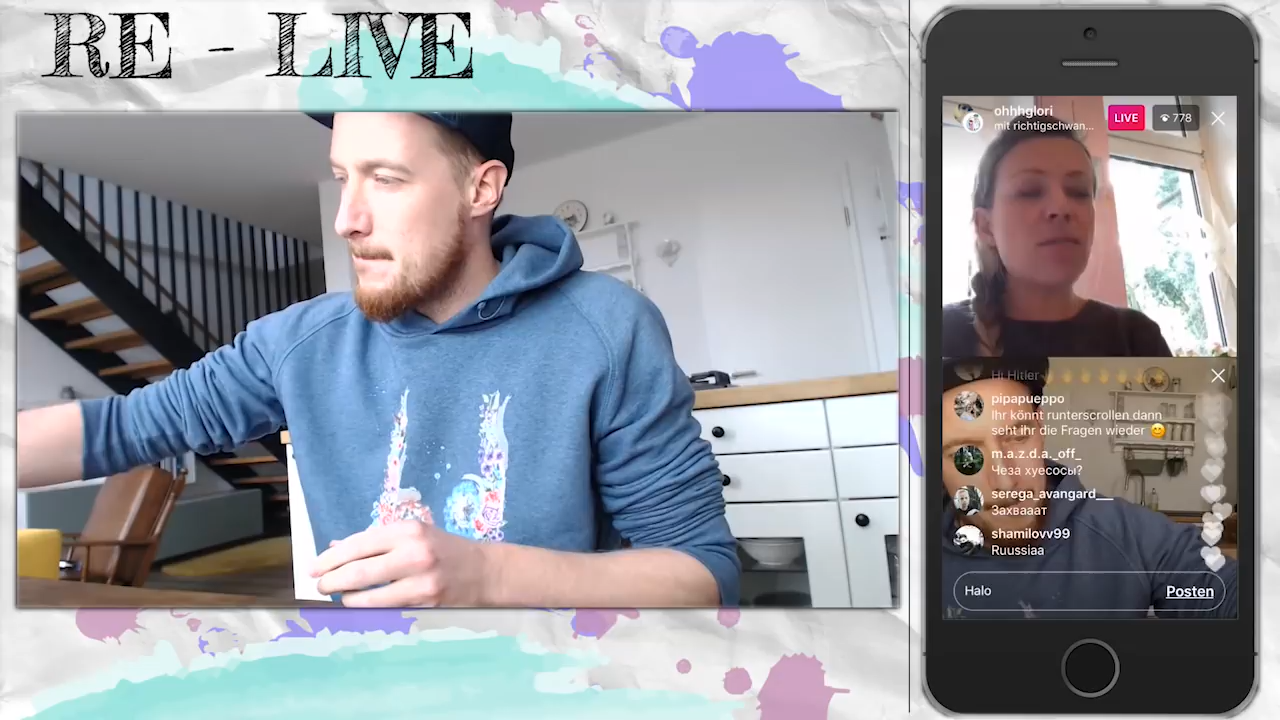 RE - LIVE
ohhhglori
mit richtigschwan...
LIVE
778
Hi Hitler
pipapueppo
Ihr könnt runterscrollen dann
seht ihr die Fragen wieder
m.a.z.d.a._off_
Чеза хуесосы?
serega_avangard___
Захвааат
shamilovv99
Ruussiaa
Halo
Posten